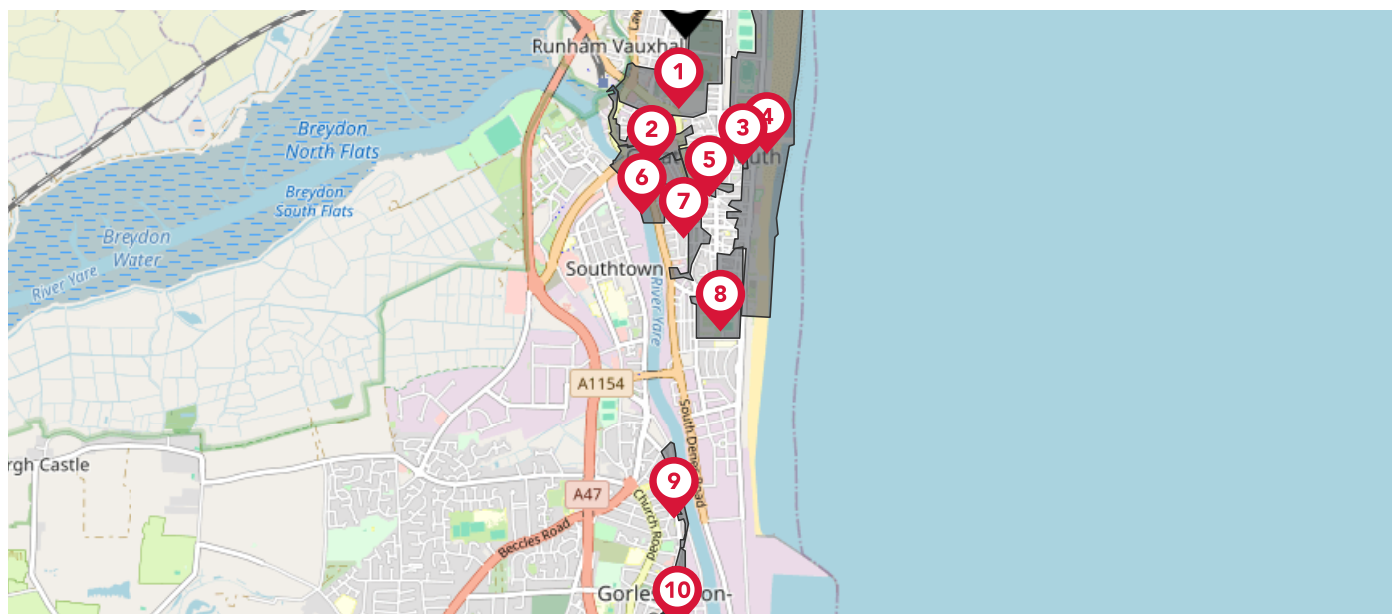 Runham Vauxhall
1
Breydon
North Flats
2
3
4
5
Breydon
South Flats
6
7
Breydon
Water
River Yare
Southtown
River Yare
8
A1154
South Denes Road
rgh Castle
9
A47
Church Road
Beccles Road
10